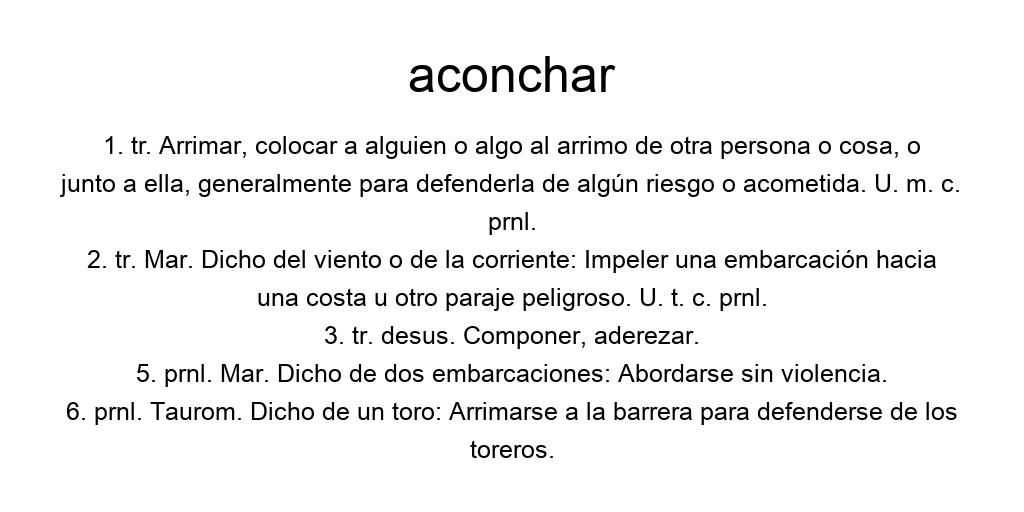 aconchar
1. tr. Arrimar, colocar a alguien o algo al arrimo de otra persona o cosa, o
junto a ella, generalmente para defenderla de algún riesgo o acometida. U. m. c.
prnl.
2. tr. Mar. Dicho del viento o de la corriente: Impeler una embarcación hacia
una costa u otro paraje peligroso. U. t. c. prnl.
3. tr. desus. Componer, aderezar.
5. prnl. Mar. Dicho de dos embarcaciones: Abordarse sin violencia.
6. prnl. Taurom. Dicho de un toro: Arrimarse a la barrera para defenderse de los
toreros.